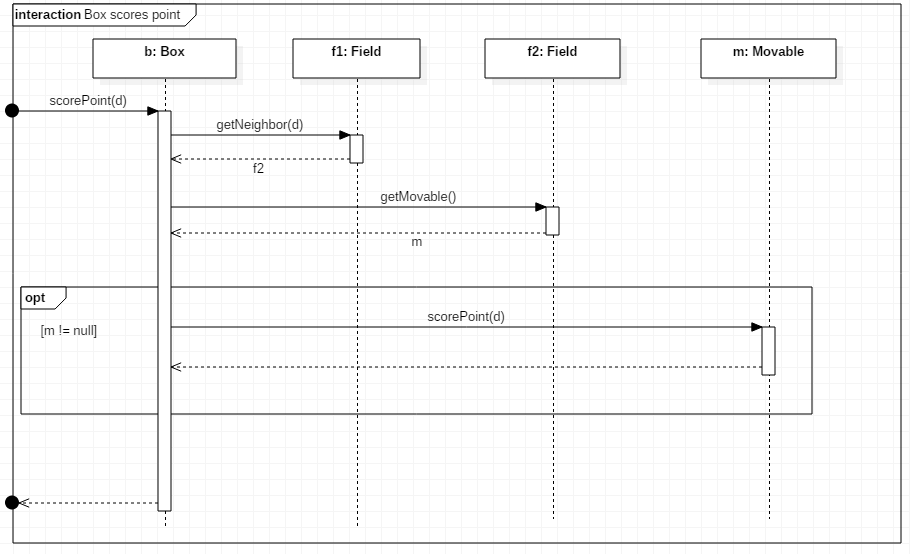 interaction Box scores point
b: Box
f1: Field
f2: Field
m: Movable
scorePoint(d)
getNeighbor(d)
f2
getMovable()
m
opt
scorePoint(d)
[m != null]